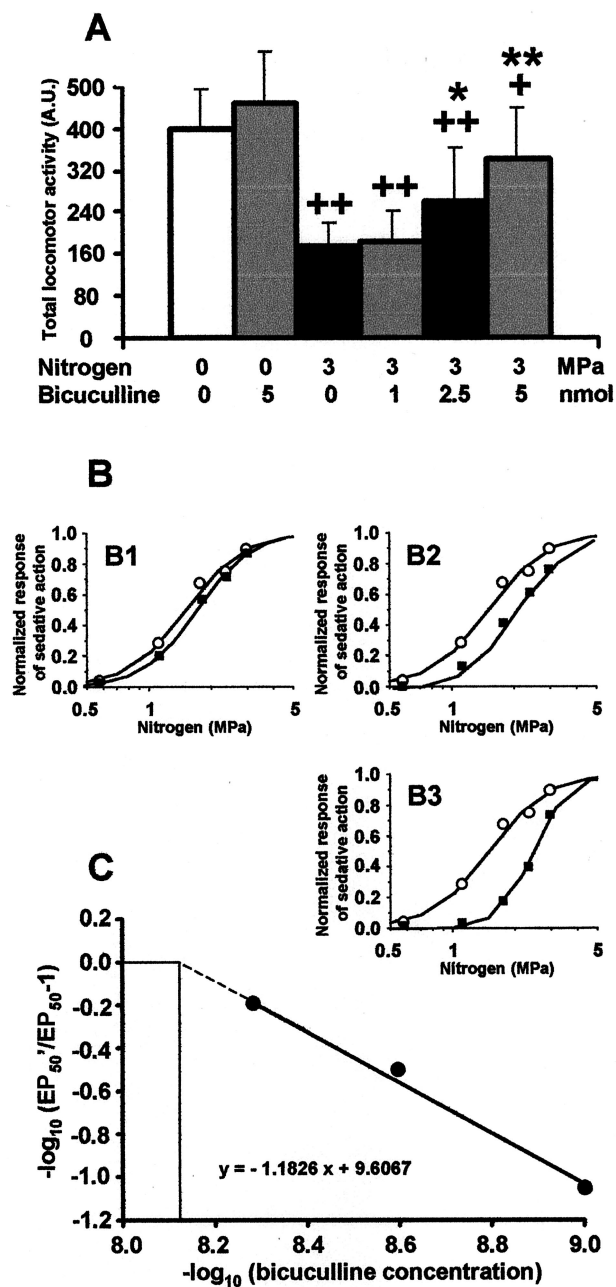 A
Total locomotor activity (A.U.)
500
400
320
240
160
80
0
++
++
*
++
**
+
Nitrogen 0 0 3 3 3 3 MPa
Bicuculline 0 5 0 1 2.5 5 nmol
B
B1
Normalized response
of sedative action
1.0
0.8
0.6
0.4
0.2
0.0
0.5 1 5
Nitrogen (MPa)
B2
Normalized response
of sedative action
1.0
0.8
0.6
0.4
0.2
0.0
0.5 1 5
Nitrogen (MPa)
B3
Normalized response
of sedative action
1.0
0.8
0.6
0.4
0.2
0.0
0.5 1 5
Nitrogen (MPa)
C
-log10 (EP50'/EP50-1)
0.2
0.0
-0.2
-0.4
-0.6
-0.8
-1.0
-1.2
y = - 1.1826 x + 9.6067
8.0 8.2 8.4 8.6 8.8 9.0
-log10 (bicuculline concentration)